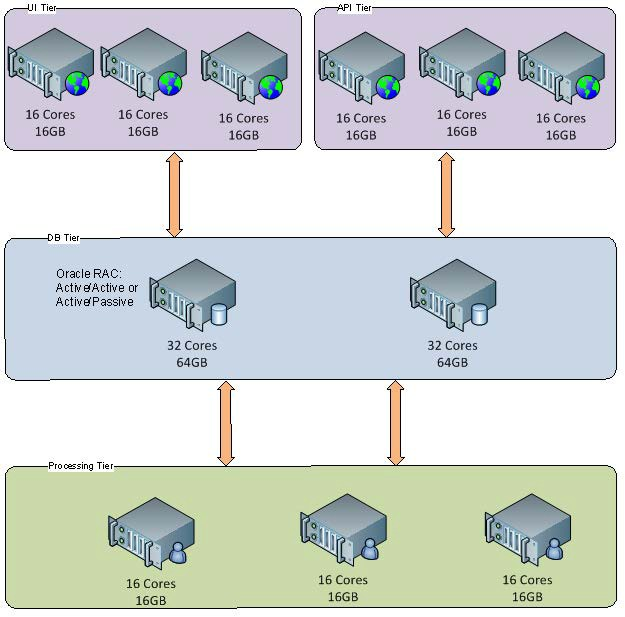 UI Tier
API Tier
16 Cores
16GB
16 Cores
16GB
16 Cores
16GB
16 Cores
16GB
16 Cores
16GB
16 Cores
16GB
DB Tier
Oracle RAC:
Active/Active or
Active/Passive
32 Cores
64GB
32 Cores
64GB
Processing Tier
16 Cores
16GB
16 Cores
16GB
16 Cores
16GB